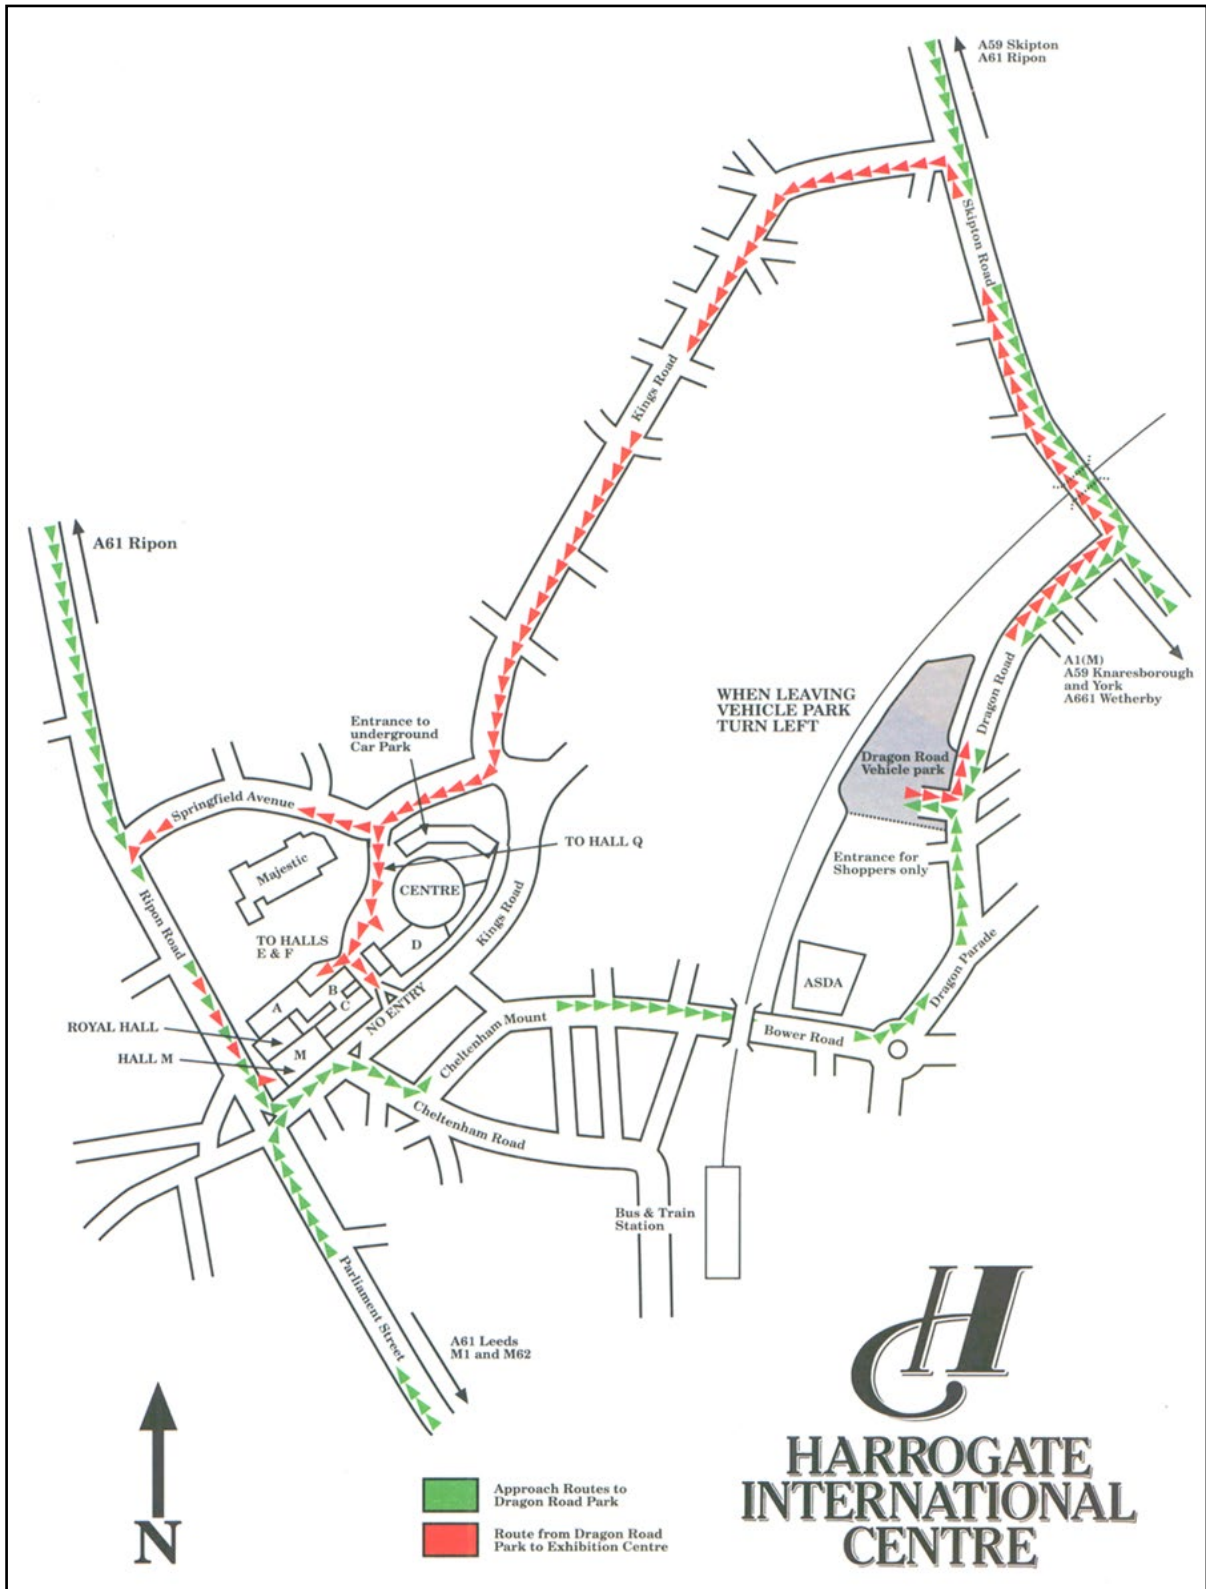 A59 Skipton
A61 Ripon
Skipton Road
Kings Road
A61 Ripon
A1(M)
A59 Knaresborough
and York
A661 Wetherby
Dragon Road
WHEN LEAVING
VEHICLE PARK
TURN LEFT
Entrance to
underground
Car Park
Dragon Road
Vehicle park
Springfield Avenue
TO HALL Q
Majestic
Entrance for
Shoppers only
CENTRE
Ripon Road
Kings Road
TO HALLS
E & F
D
Dragon Parade
ASDA
B
A
C
NO ENTRY
ROYAL HALL
Cheltenham Mount
Bower Road
M
HALL M
Cheltenham Road
Bus & Train
Station
Parliament Street
A61 Leeds
M1 and M62
N
Approach Routes to
Dragon Road Park
Route from Dragon Road
Park to Exhibition Centre
H
HARROGATE
INTERNATIONAL
CENTRE